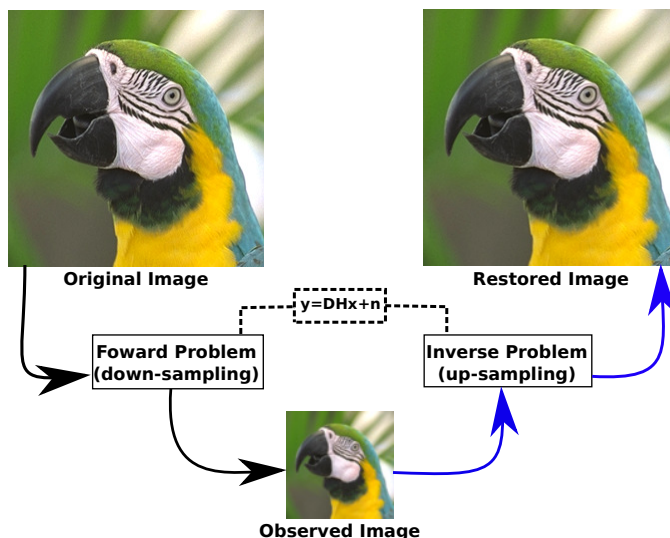 Original Image
Restored Image
y=DHx+n
Foward Problem
(down-sampling)
Inverse Problem
(up-sampling)
Observed Image